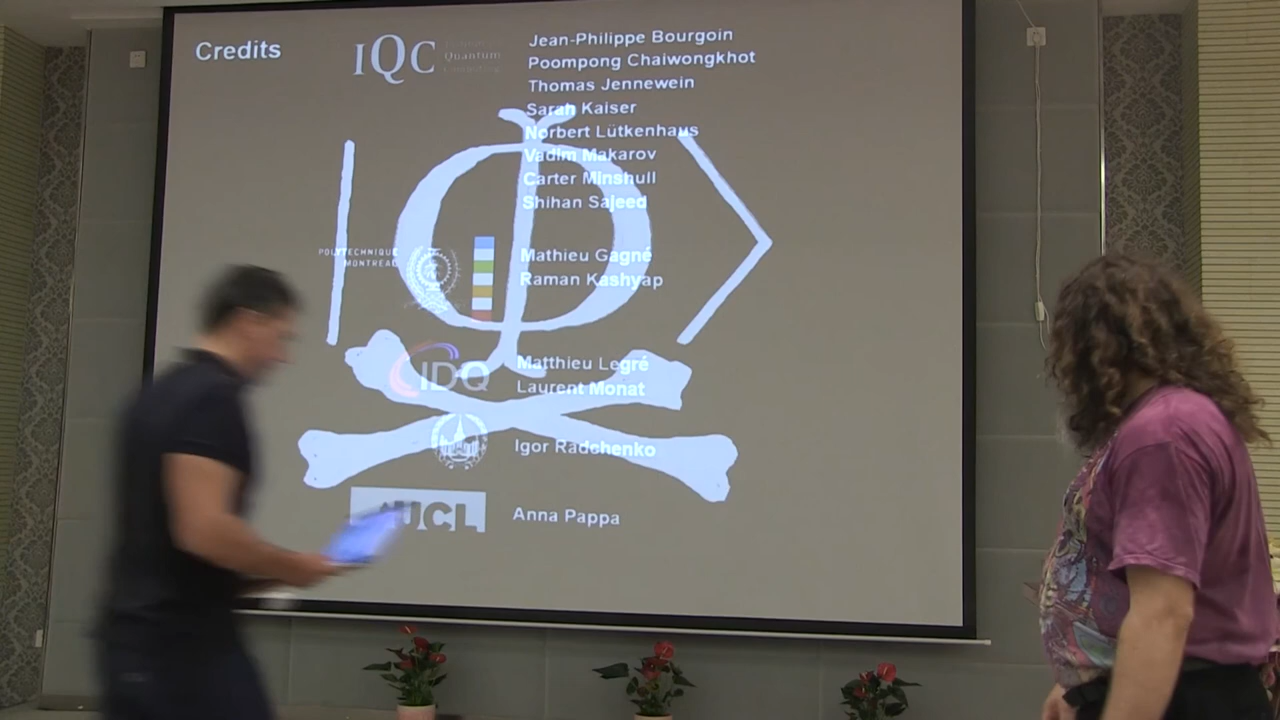 Credits
IQC
Quantum
Jean-Philippe Bourgoin
Poompong Chaiwongkhot
Thomas Jennewein
Sarah Kaiser
Norbert Lütkenhaus
Vadim Makarov
Carter Minshull
Shihan Sajeed
POLYTECHNIQUE
MONTREAL
Mathieu Gagné
Raman Kashyap
IDQ
Matthieu Legré
Laurent Monat
Igor Radchenko
UCL
Anna Pappa